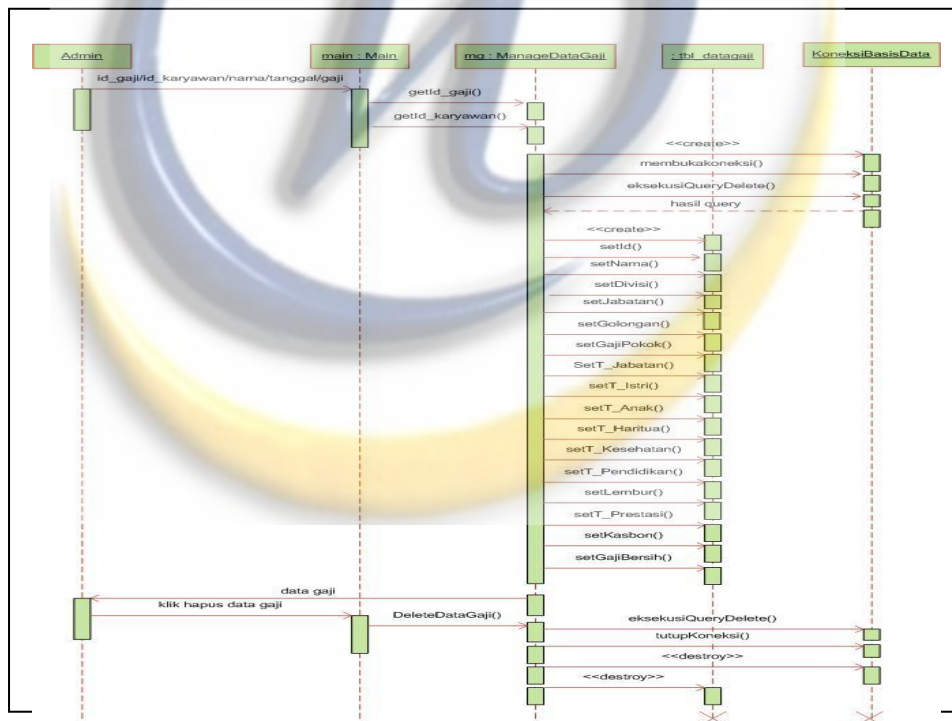 Admin
main : Main
mg : ManageDataGaji
: tbl_datagaji
KoneksiBasisData
id_gaji/id_karyawan/nama/tanggal/gaji
getId_gaji()
getId_karyawan()
<<create>>
membukakoneksi()
eksekusiQueryDelete()
hasil query
<<create>>
setId()
setNama()
setDivisi()
setJabatan()
setGolongan()
setGajiPokok()
SetT_Jabatan()
setT_Istri()
setT_Anak()
setT_Haritua()
setT_Kesehatan()
setT_Pendidikan()
setLembur()
setT_Prestasi()
setKasbon()
setGajiBersih()
data gaji
klik hapus data gaji
DeleteDataGaji()
eksekusiQueryDelete()
tutupKoneksi()
<<destroy>>
<<destroy>>